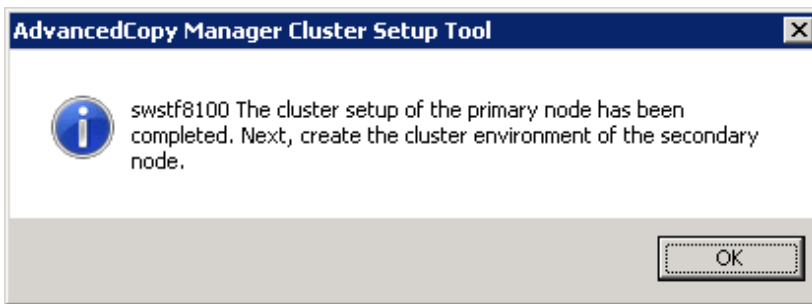 AdvancedCopy Manager Cluster Setup Tool
swstf8100 The cluster setup of the primary node has been
completed. Next, create the cluster environment of the secondary
node.
OK